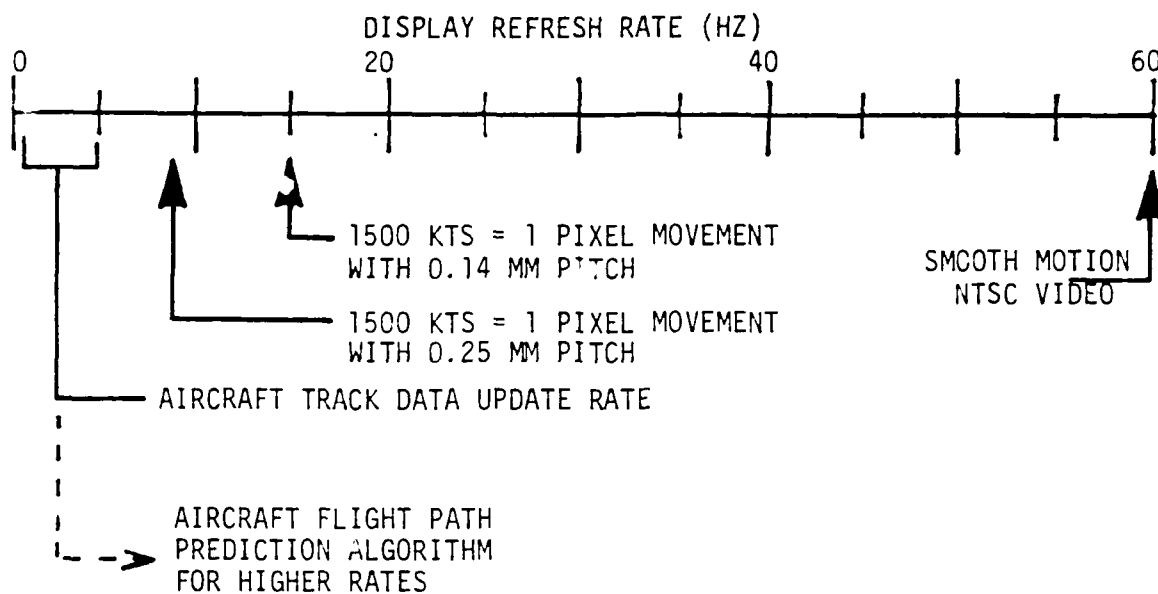 DISPLAY REFRESH RATE (HZ)
0 20 40 60
1500 KTS = 1 PIXEL MOVEMENT
WITH 0.14 MM PITCH
SMOOTH MOTION
NTSC VIDEO
1500 KTS = 1 PIXEL MOVEMENT
WITH 0.25 MM PITCH
AIRCRAFT TRACK DATA UPDATE RATE
AIRCRAFT FLIGHT PATH
PREDICTION ALGORITHM
FOR HIGHER RATES